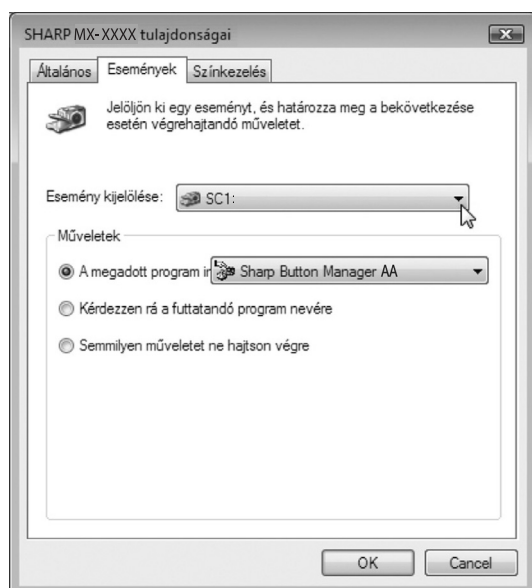 SHARP MX-XXXX tulajdonságai
Általános
Események
Színkezelés
Jelöljön ki egy eseményt, és határozza meg a bekövetkezése
esetén végrehajtandó műveletet.
Esemény kijelölése:
SC1:
Műveletek
A megadott program in
Sharp Button Manager AA
Kérdezzen rá a futtatandó program nevére
Semmilyen műveletet ne hajtson végre
OK
Cancel